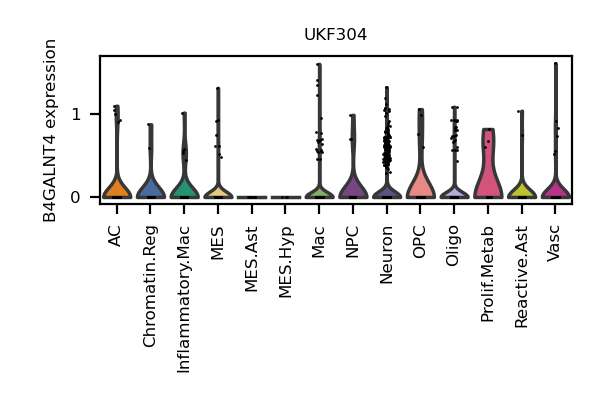 UKF304
B4GALNT4 expression
1
0
AC
Chromatin.Reg
Inflammatory.Mac
MES
MES.Ast
MES.Hyp
Mac
NPC
Neuron
OPC
Oligo
Prolif.Metab
Reactive.Ast
Vasc